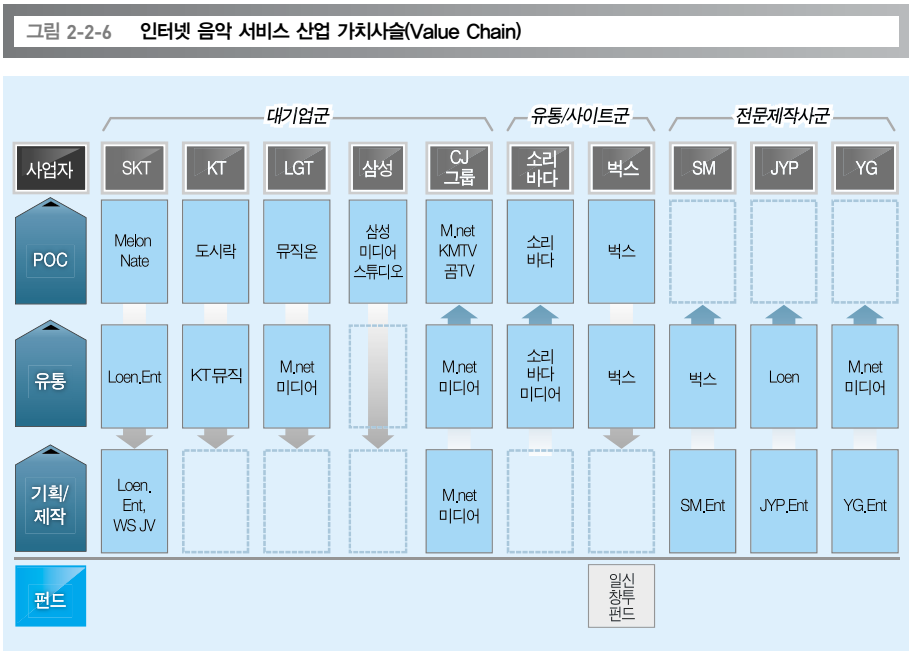 그림 2-2-6 인터넷 음악 서비스 산업 가치사슬(Value Chain)
대기업군 유통/사이트군 전문제작사군
사업자 SKT KT LGT 삼성 CJ
그룹 소리
바다 벅스 SM JYP YG
POC
Melon
Nate
도시락
뮤직온
삼성
미디어
스튜디오
M.net
KMTV
곰TV
소리
바다
벅스
유통
Loen.Ent
KT뮤직
M.net
미디어
M.net
미디어
소리
바다
미디어
벅스
벅스
Loen
M.net
미디어
기획/
제작
Loen.
Ent,
WS JV
M.net
미디어
SM.Ent
JYP.Ent
YG.Ent
펀드
일신
창투
펀드